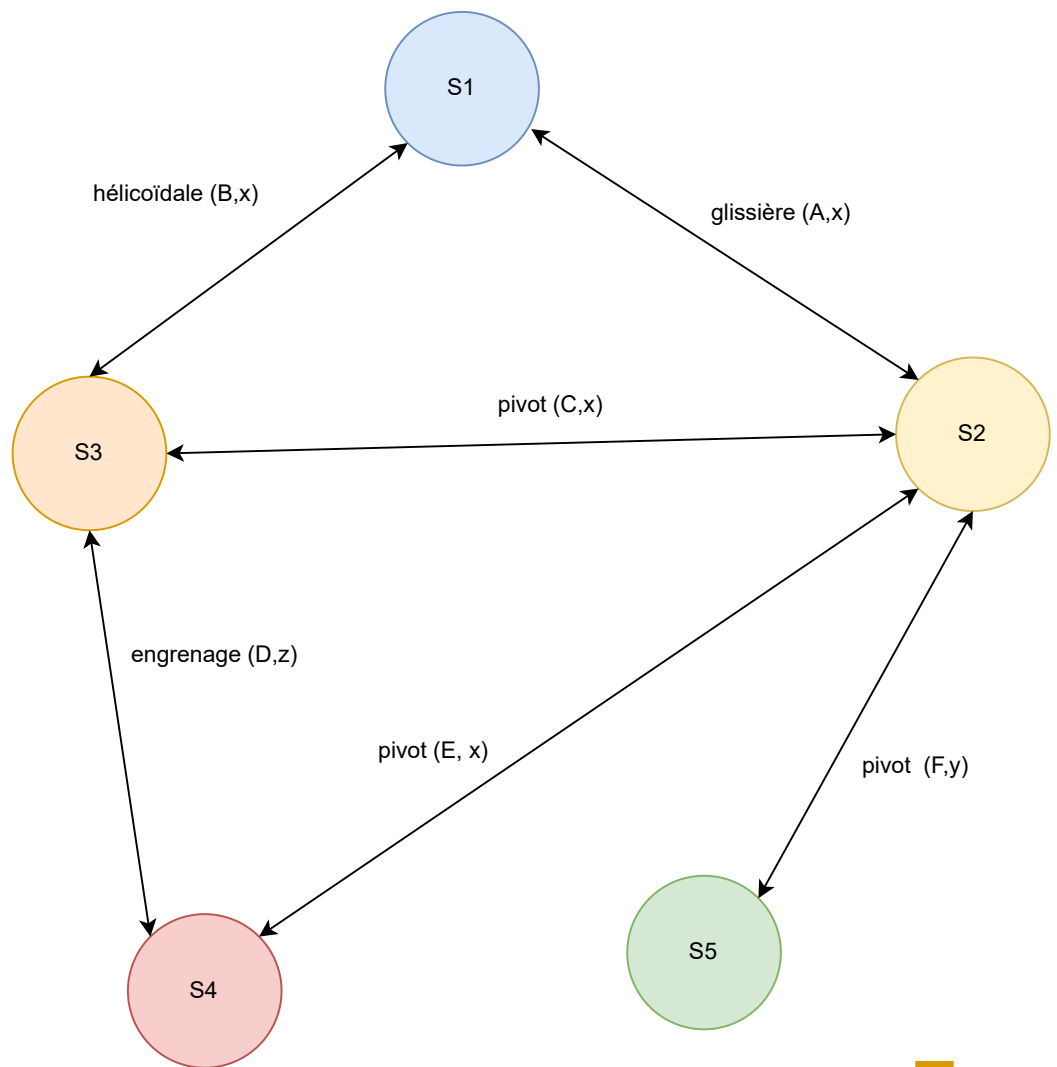 S1
hélicoïdale (B,x)
glissière (A,x)
pivot (C,x)
S3
S2
engrenage (D,z)
pivot (E, x)
pivot  (F,y)
S5
S4